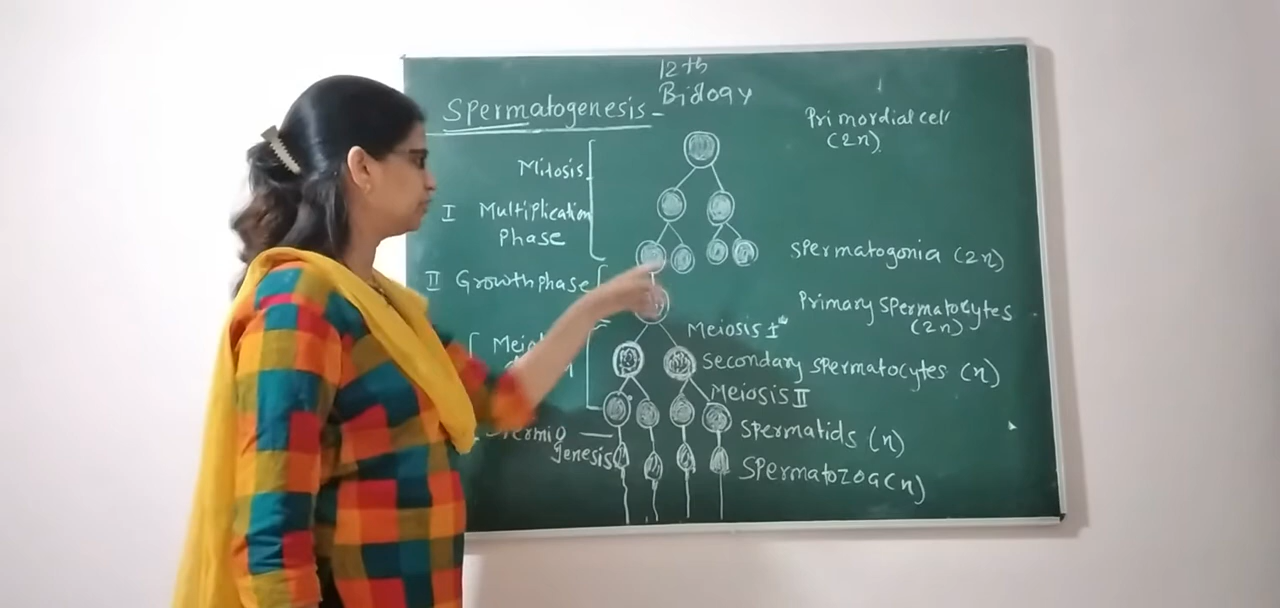 12th
Biology
Spermatogenesis -
Primordial cell
(2n)
Mitosis
I Multiplication
Phase
Spermatogonia (2n)
II Growth phase
Primary Spermatocytes
(2n)
Meiosis I
Secondary Spermatocytes (n)
Meiosis II
Spermatids (n)
genesis
Spermatozoa (n)